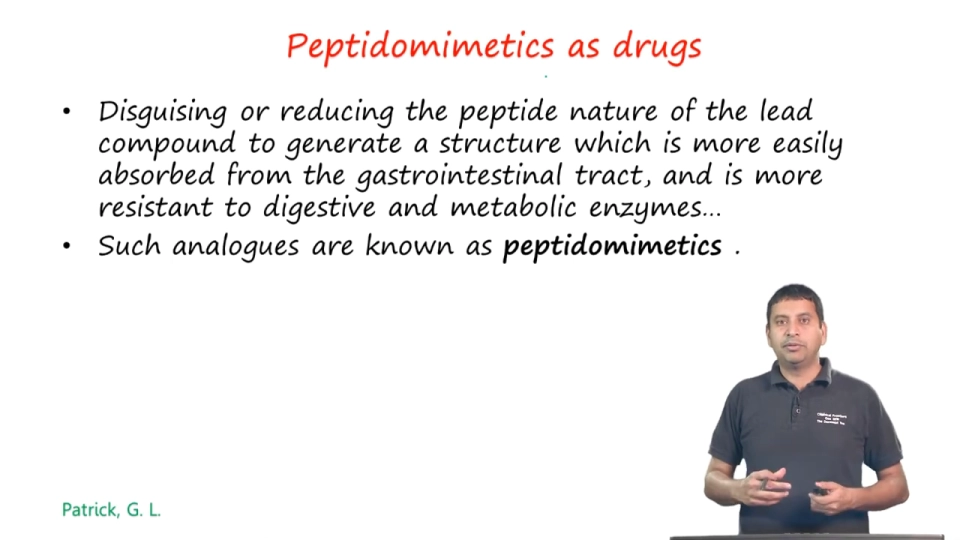 Peptidomimetics as drugs
• Disguising or reducing the peptide nature of the lead
compound to generate a structure which is more easily
absorbed from the gastrointestinal tract, and is more
resistant to digestive and metabolic enzymes...
• Such analogues are known as peptidomimetics .
Patrick, G. L.